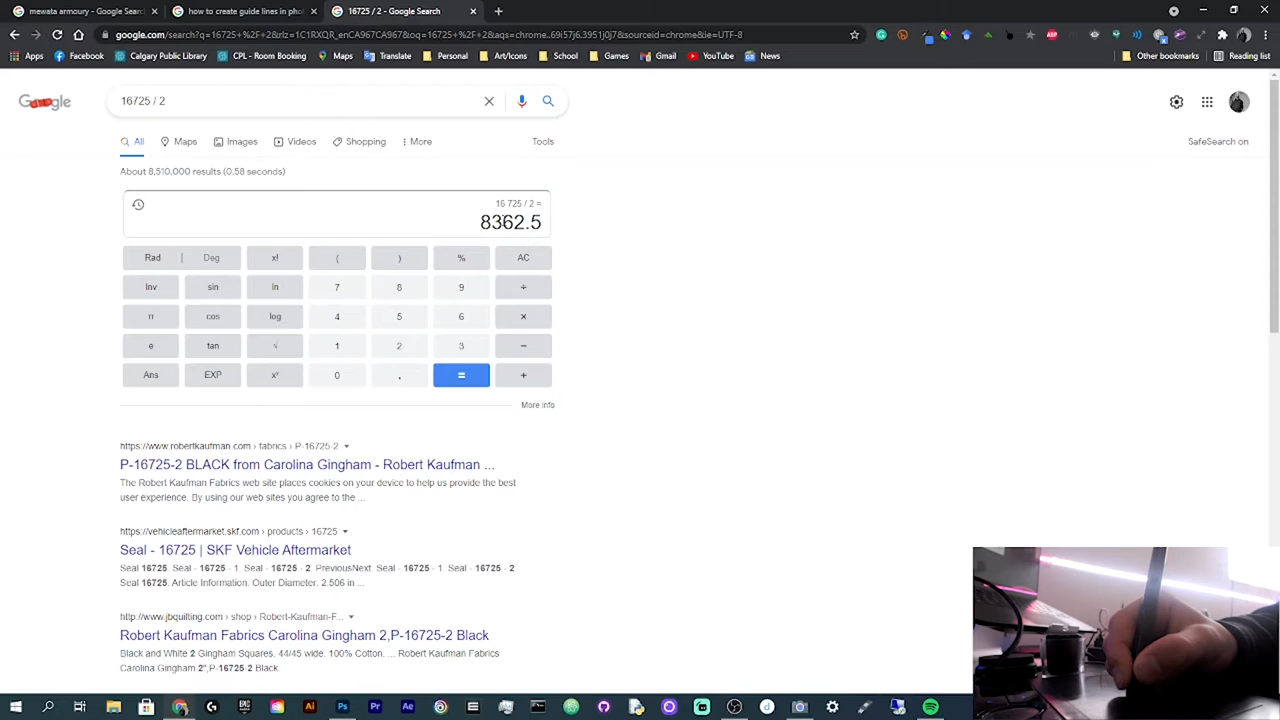 mewata armoury - Google Searc
how to create guide lines in phot
16725 / 2 - Google Search
google.com/search?q=16725+%2F+2&rlz=1C1RXQR_enCA967CA967&oq=16725+%2F+2&aqs=chrome..69i57j6.3951j0j7&sourceid=chrome&ie=UTF-8
Apps
Facebook
Calgary Public Library
CPL - Room Booking
Maps
Translate
Personal
Art/Icons
School
Games
Gmail
YouTube
News
Other bookmarks
Reading list
Google
16725 / 2
All
Maps
Images
Videos
Shopping
More
Tools
SafeSearch on
About 8,510,000 results (0.58 seconds)
16 725 / 2 =
8362.5
Rad | Deg x! ( ) % AC
Inv sin ln 7 8 9 ÷
π cos log 4 5 6 ×
e tan √ 1 2 3 −
Ans EXP xʸ 0 . = +
More info
https://www.robertkaufman.com › fabrics › P-16725-2
P-16725-2 BLACK from Carolina Gingham - Robert Kaufman ...
The Robert Kaufman Fabrics web site places cookies on your device to help us provide the best
user experience. By using our web sites you agree to the ...
https://vehicleaftermarket.skf.com › products › 16725
Seal - 16725 | SKF Vehicle Aftermarket
Seal 16725. Seal - 16725 - 1. Seal - 16725 - 2. PreviousNext. Seal - 16725 - 1. Seal - 16725 - 2.
Seal 16725. Article Information. Outer Diameter. 2.506 in ...
http://www.jbquilting.com › shop › Robert-Kaufman-F...
Robert Kaufman Fabrics Carolina Gingham 2,P-16725-2 Black
Black and White 2 Gingham Squares. 44/45 wide. 100% Cotton. ... Robert Kaufman Fabrics
Carolina Gingham 2",P-16725-2 Black